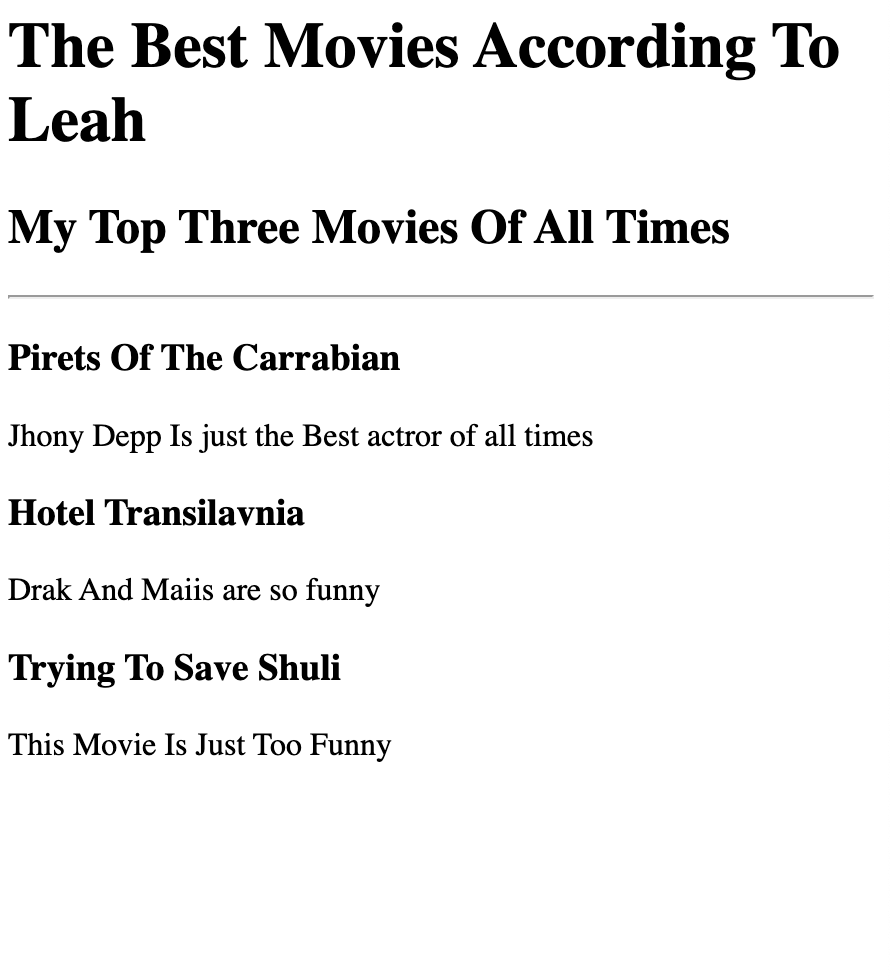 The Best Movies According To
Leah
My Top Three Movies Of All Times
Pirets Of The Carrabian
Jhony Depp Is just the Best actror of all times
Hotel Transilavnia
Drak And Maiis are so funny
Trying To Save Shuli
This Movie Is Just Too Funny